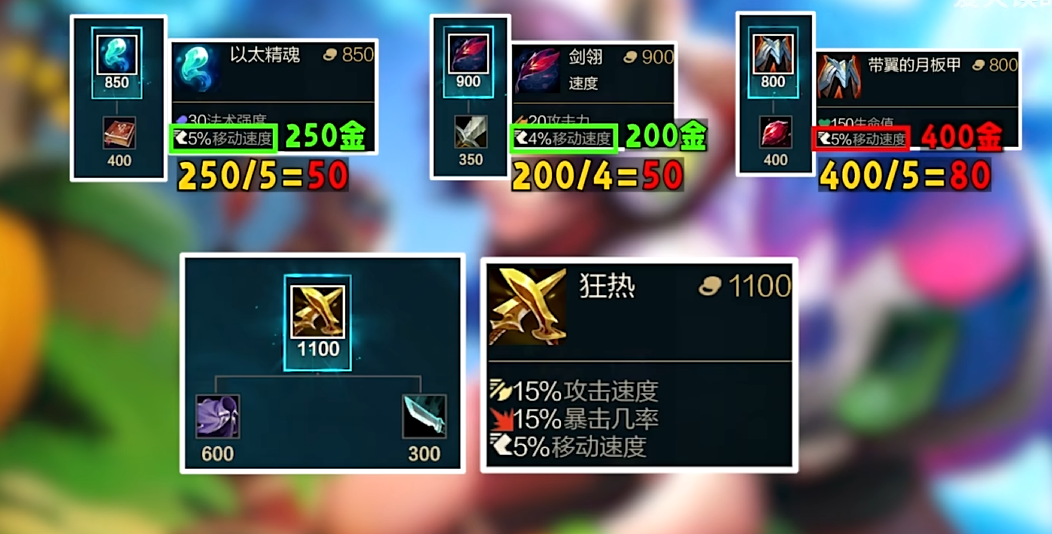 850
400
以太精魂 850
30法术强度
5%移动速度 250金
250/5=50
900
350
剑翎 900
速度
20攻击力
4%移动速度 200金
200/4=50
800
400
带翼的月板甲 800
150生命值
5%移动速度 400金
400/5=80
1100
600
300
狂热 1100
15%攻击速度
15%暴击几率
5%移动速度